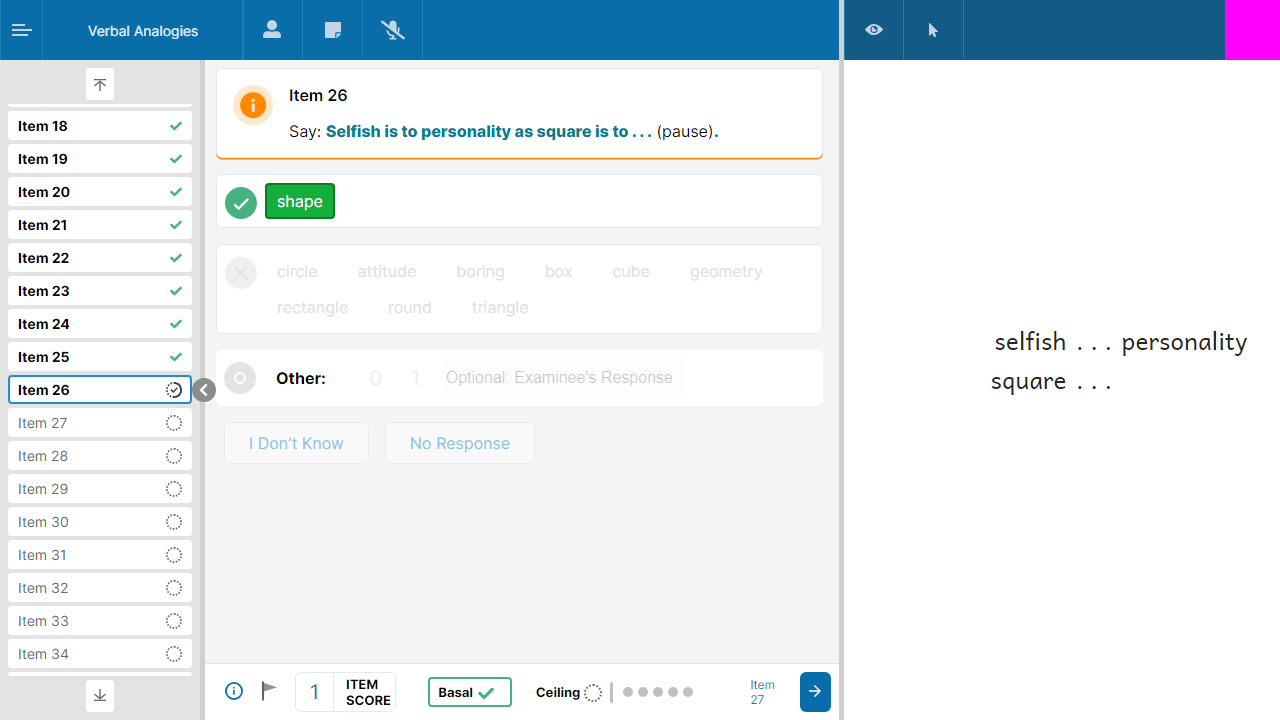 Verbal Analogies
Item 18
Item 19
Item 20
Item 21
Item 22
Item 23
Item 24
Item 25
Item 26
Item 27
Item 28
Item 29
Item 30
Item 31
Item 32
Item 33
Item 34
Item 26
Say: Selfish is to personality as square is to . . . (pause).
shape
circle attitude boring box cube geometry
rectangle round triangle
Other: 0 1 Optional: Examinee's Response
I Don’t Know No Response
1 ITEM SCORE
Basal
Ceiling
Item 27
selfish . . . personality
square . . .